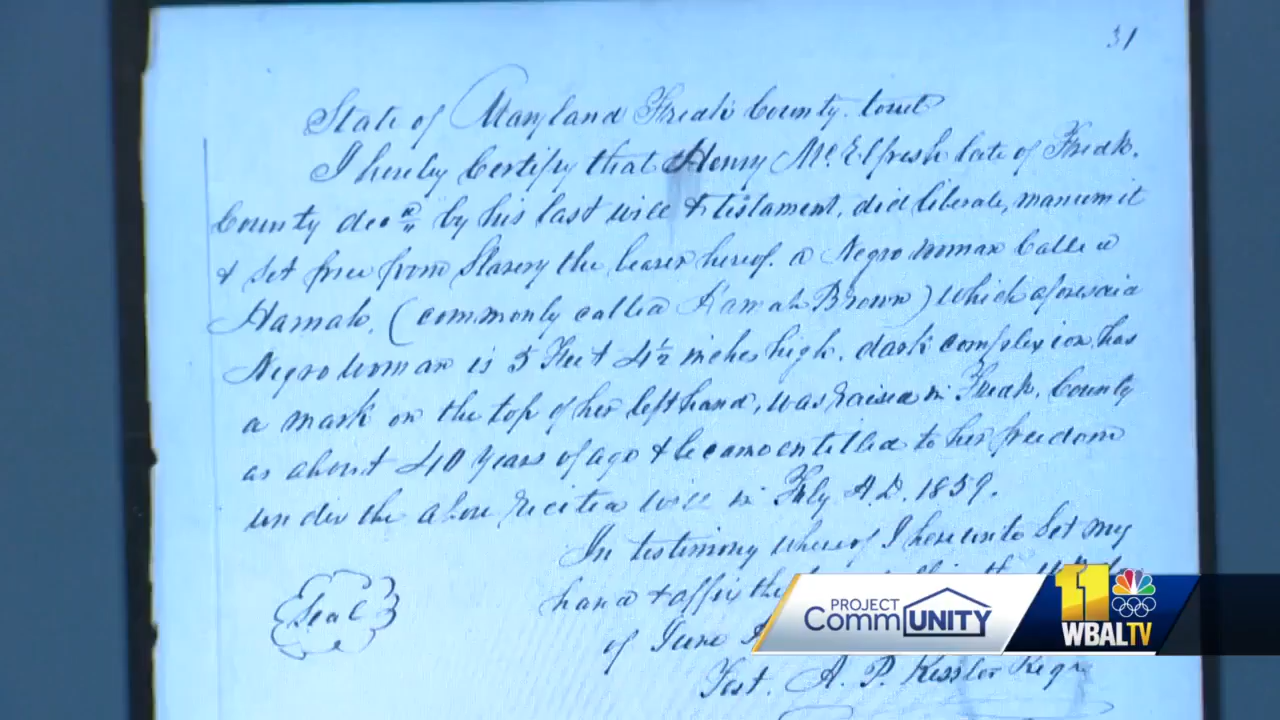 31
State of Maryland Fredk County. Court
I hereby Certify that Henry McElfresh late of Fredk.
County decd by his last will & testament, did liberate, manumit
& Set free from Slavery the bearer hereof. a Negro woman Called
Hamah. (commonly called Hamah Brown) which aforesaid
Negro woman is 5 Feet 4½ inches high. dark complexion has
a mark on the top of her left hand, was raised in Fredk. County
is about 40 years of age & became entitled to her freedom
under the above recited will in July A.D. 1859.
In testimony whereof I hereunto Set my
hand & affix the
of June
Seal
Test. A. P. Kessler Regr
PROJECT
CommUNITY
11
WBALTV